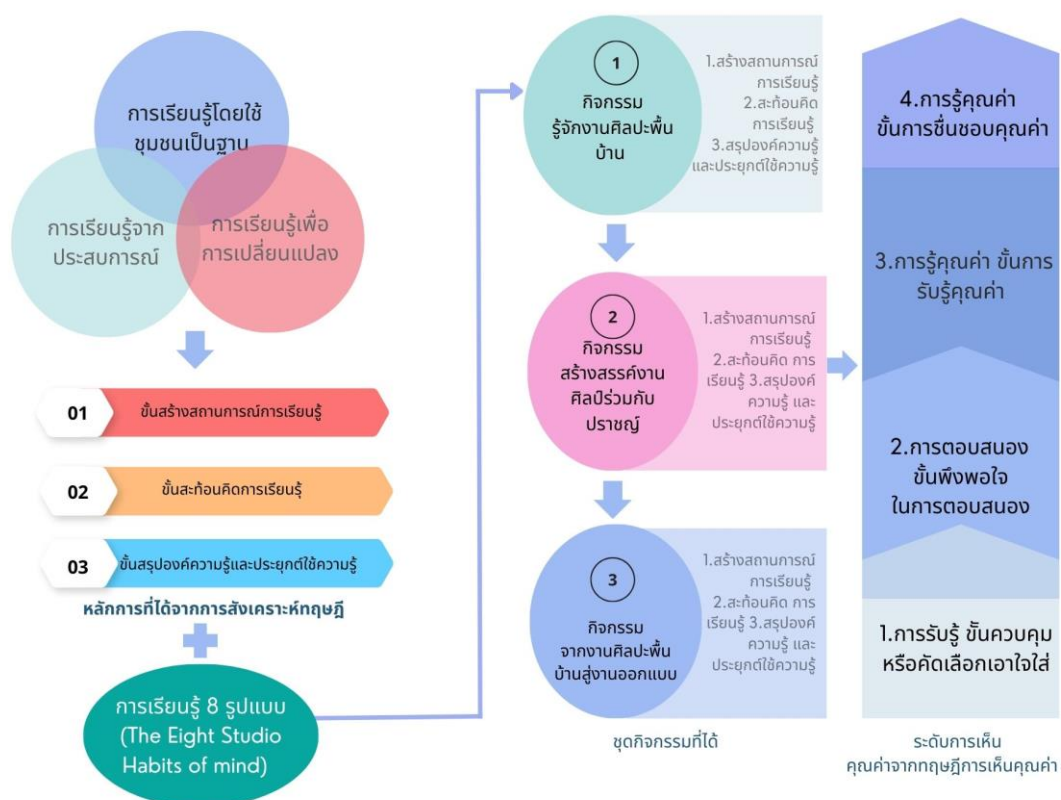 การเรียนรู้โดยใช้
ชุมชนเป็นฐาน
การเรียนรู้จาก
ประสบการณ์
การเรียนรู้เพื่อ
การเปลี่ยนแปลง
01
ขั้นสร้างสถานการณ์การเรียนรู้
02
ขั้นสะท้อนคิดการเรียนรุ้
03
ขั้นสรุปองค์ความรู้และประยุกต์ใช้ความรู้
หลักการที่ได้จากการสังเคราะห์ทฤษฎี
การเรียนรู้ 8 รูปแบบ
(The Eight Studio
Habits of mind)
1
กิจกรรม
รู้จักงานศิลปะพื้น
บ้าน
1.สร้างสถานการณ์
การเรียนรู้
2.สะท้อนคิด
การเรียนรู้
3.สรุปองค์ความรู้
และประยุกต์ใช้ความรู้
2
กิจกรรม
สร้างสรรค์งาน
ศิลป์ร่วมกับ
ปราชญ์
1.สร้างสถานการณ์
การเรียนรู้
2.สะท้อนคิด การ
เรียนรู้ 3.สรุปองค์
ความรู้ และ
ประยุกต์ใช้ความรู้
3
กิจกรรม
จากงานศิลปะพื้น
บ้านสู่งานออกแบบ
1.สร้างสถานการณ์
การเรียนรู้
2.สะท้อนคิด การ
เรียนรู้ 3.สรุปองค์
ความรู้ และ
ประยุกต์ใช้ความรู้
ชุดกิจกรรมที่ได้
4.การรู้คุณค่า
ขั้นการชื่นชอบคุณค่า
3.การรู้คุณค่า ขั้นการ
รับรู้คุณค่า
2.การตอบสนอง
ขั้นพึงพอใจ
ในการตอบสนอง
1.การรับรู้ ขั้นควบคุม
หรือคัดเลือกเอาใจใส่
ระดับการเห็น
คุณค่าจากทฤษฎีการเห็นคุณค่า